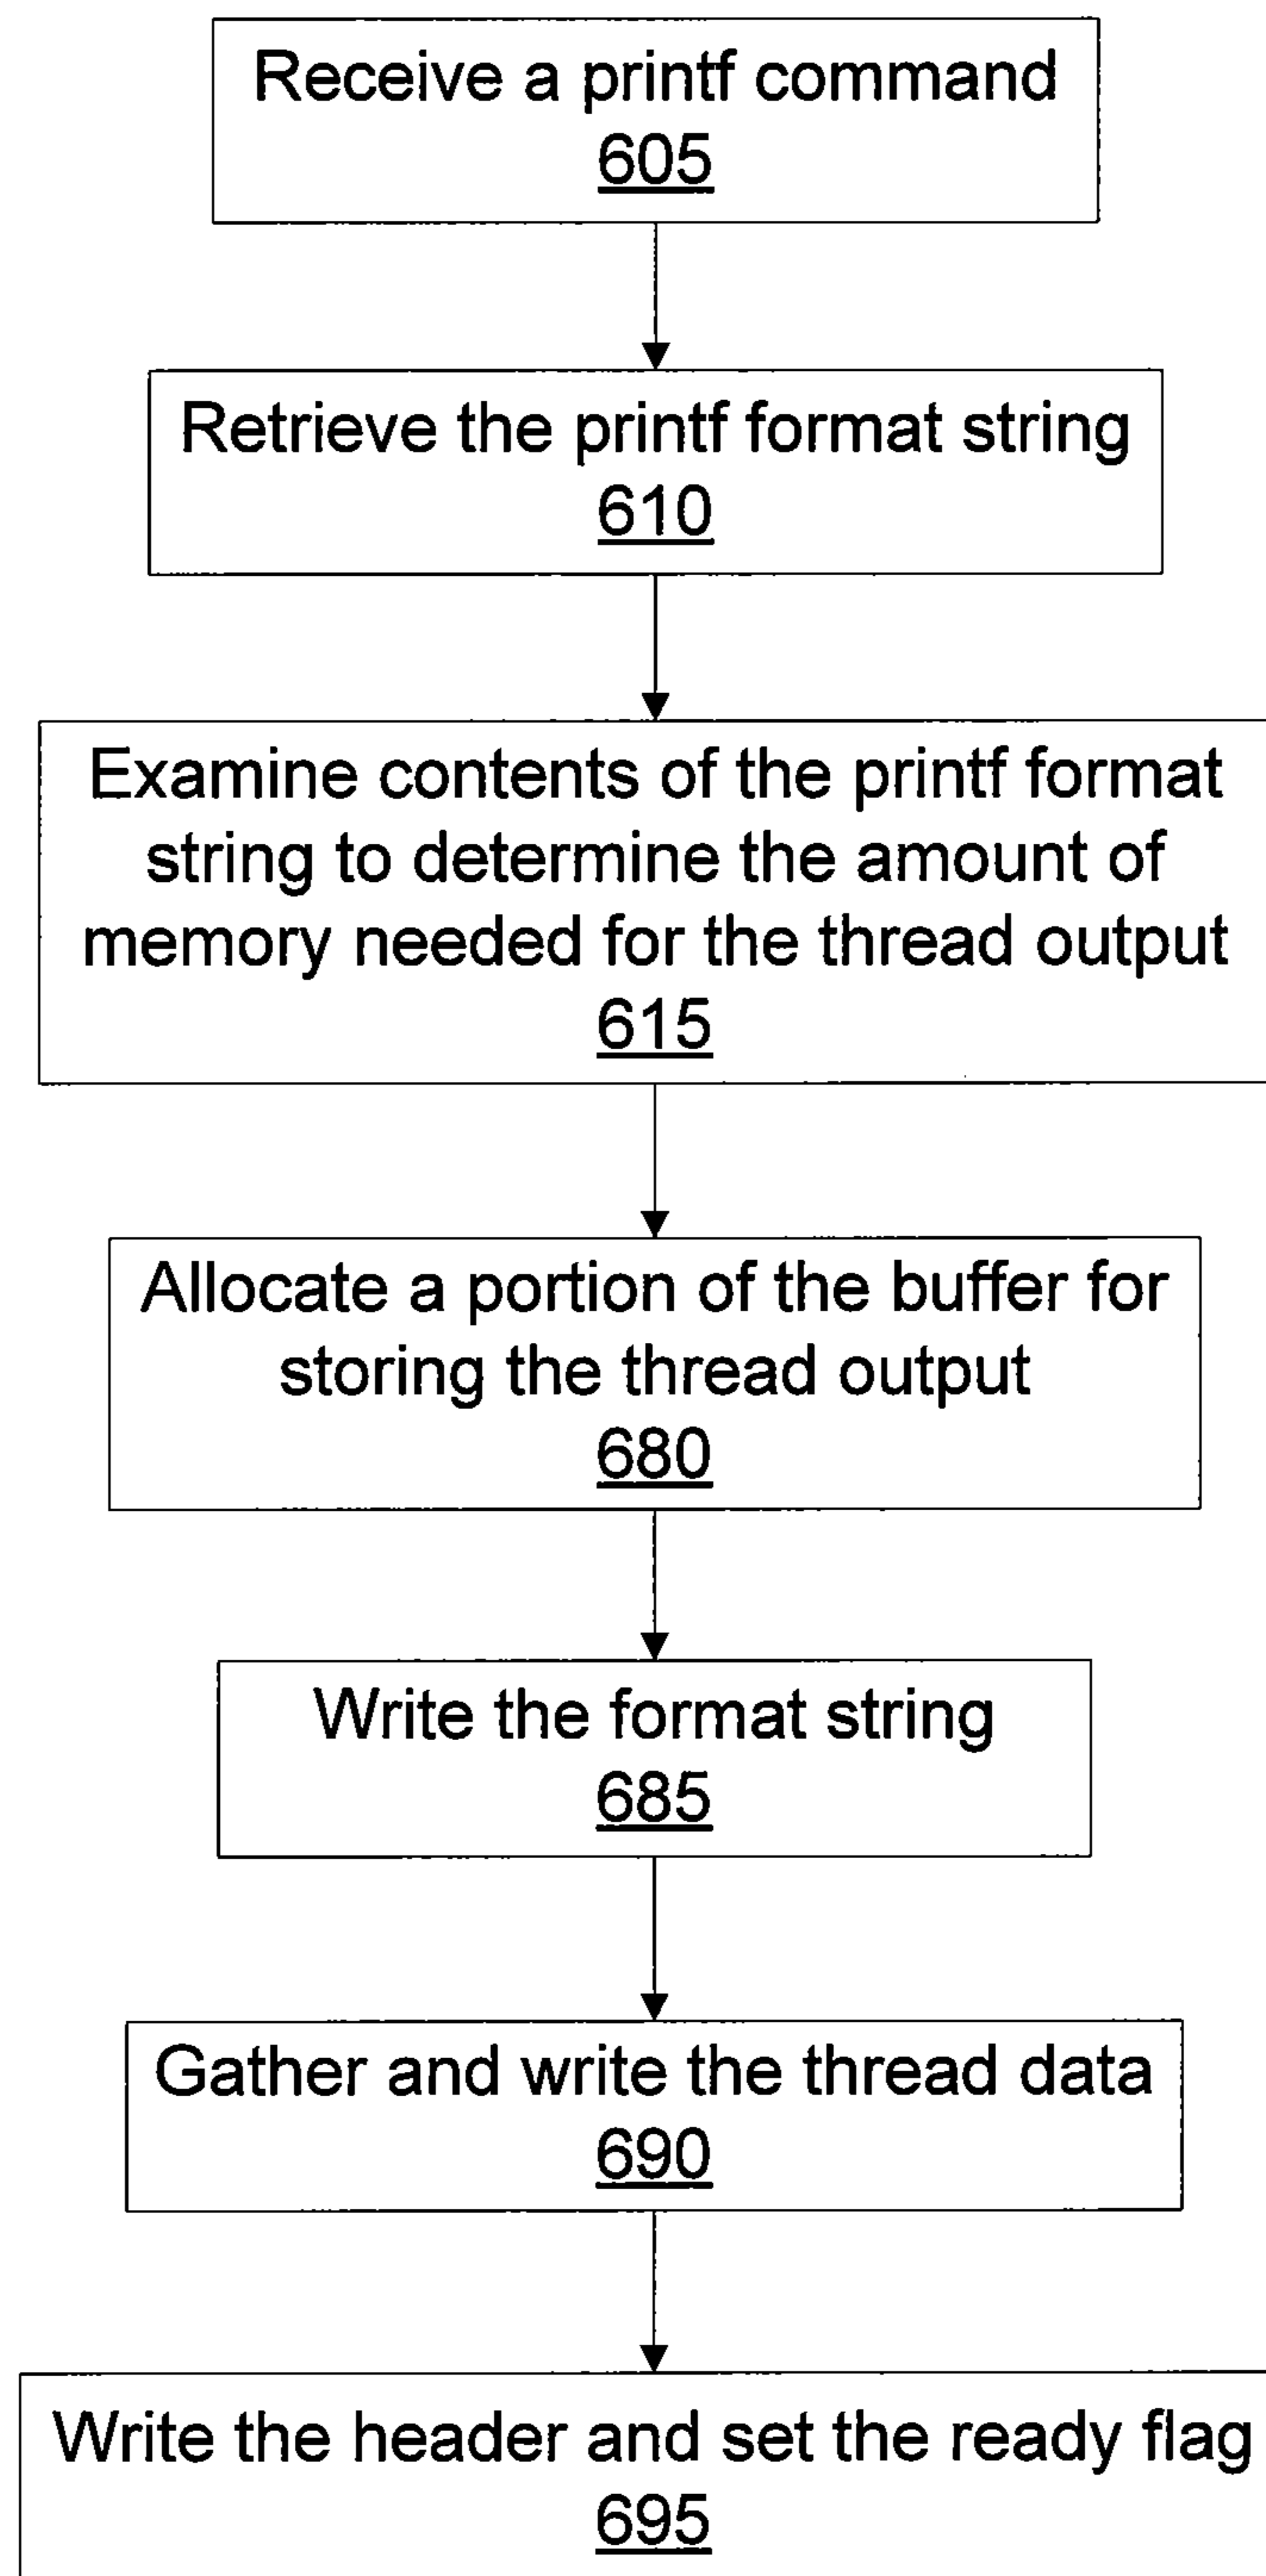 Receive a printf command
605
Retrieve the printf format string
610
Examine contents of the printf format
string to determine the amount of
memory needed for the thread output
615
Allocate a portion of the buffer for
storing the thread output
680
Write the format string
685
Gather and write the thread data
690
Write the header and set the ready flag
695